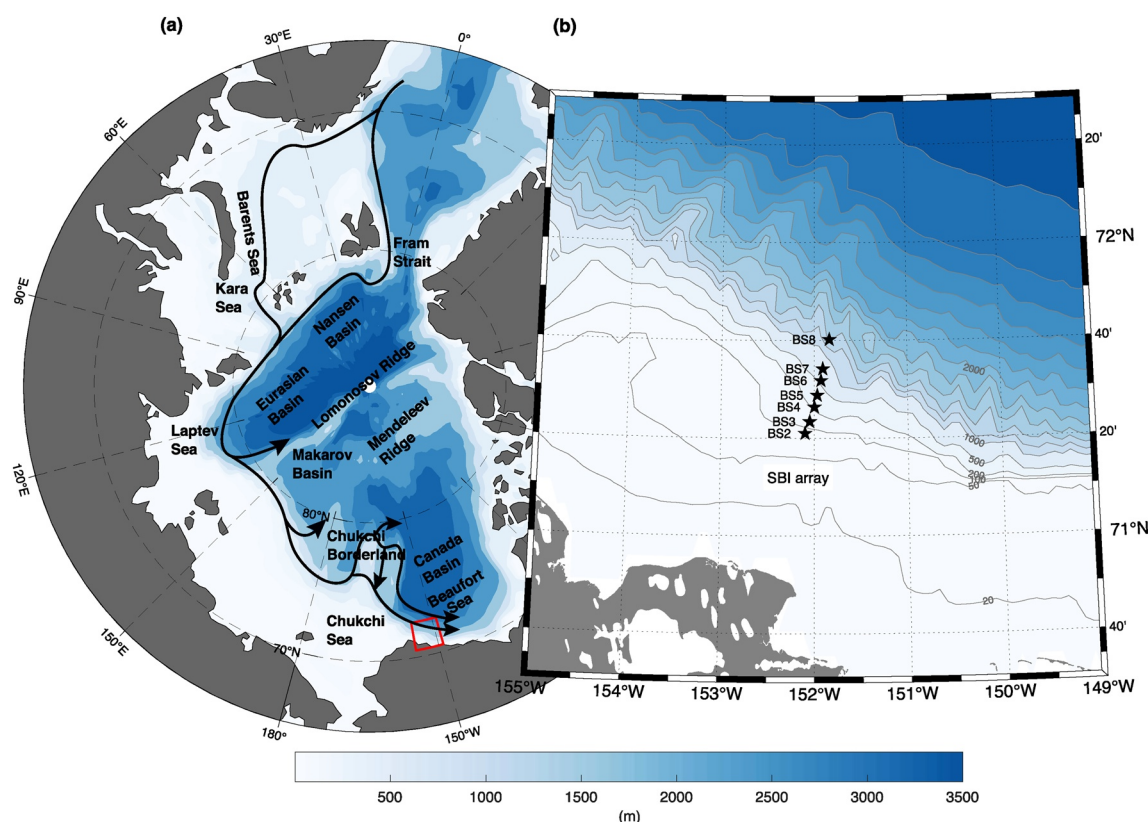 (a)
(b)
30°E
0°
60°E
90°E
120°E
150°E
180°
150°W
80°N
70°N
Barents Sea
Kara
Sea
Fram
Strait
Nansen
Basin
Eurasian
Basin
Lomonosov Ridge
Laptev
Sea
Makarov
Basin
Mendeleev
Ridge
Chukchi
Borderland
Canada
Basin
Beaufort
Sea
Chukchi
Sea
20'
72°N
40'
20'
71°N
40'
BS8
BS7
BS6
BS5
BS4
BS3
BS2
SBI array
2000
1000
500
200
100
50
20
155°W
154°W
153°W
152°W
151°W
150°W
149°W
500
1000
1500
2000
2500
3000
3500
(m)